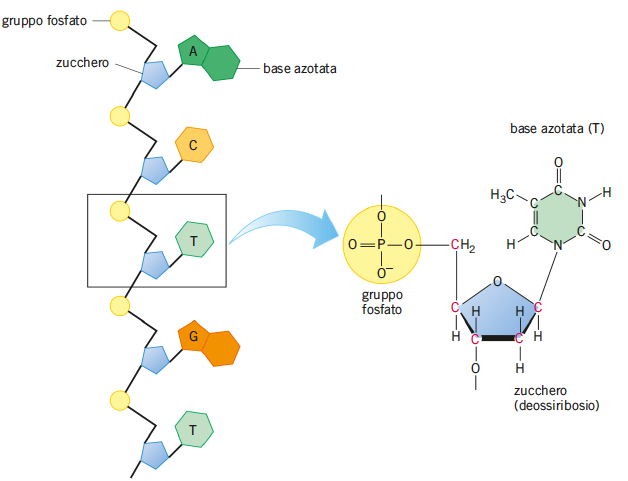 gruppo fosfato
zucchero
A
base azotata
C
T
G
T
base azotata (T)
O
H₃C
C
N
H
H
C
N
C
O
O
O=P–O
CH₂
O⁻
gruppo
fosfato
O
C
H
H
C
H
C
C
H
O
H
zucchero
(deossiribosio)